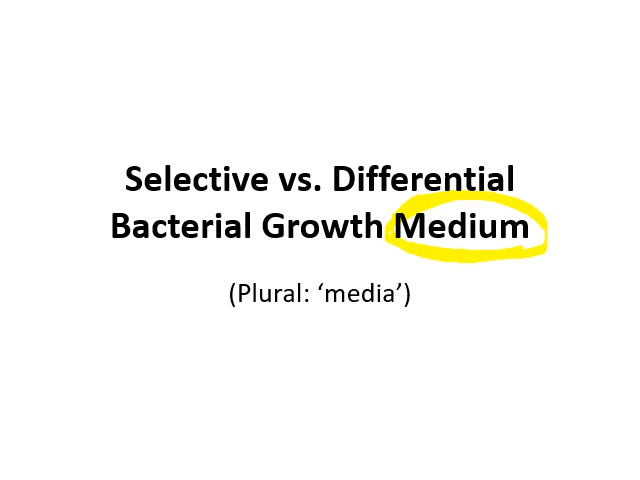 Selective vs. Differential
Bacterial Growth Medium
(Plural: ‘media’)